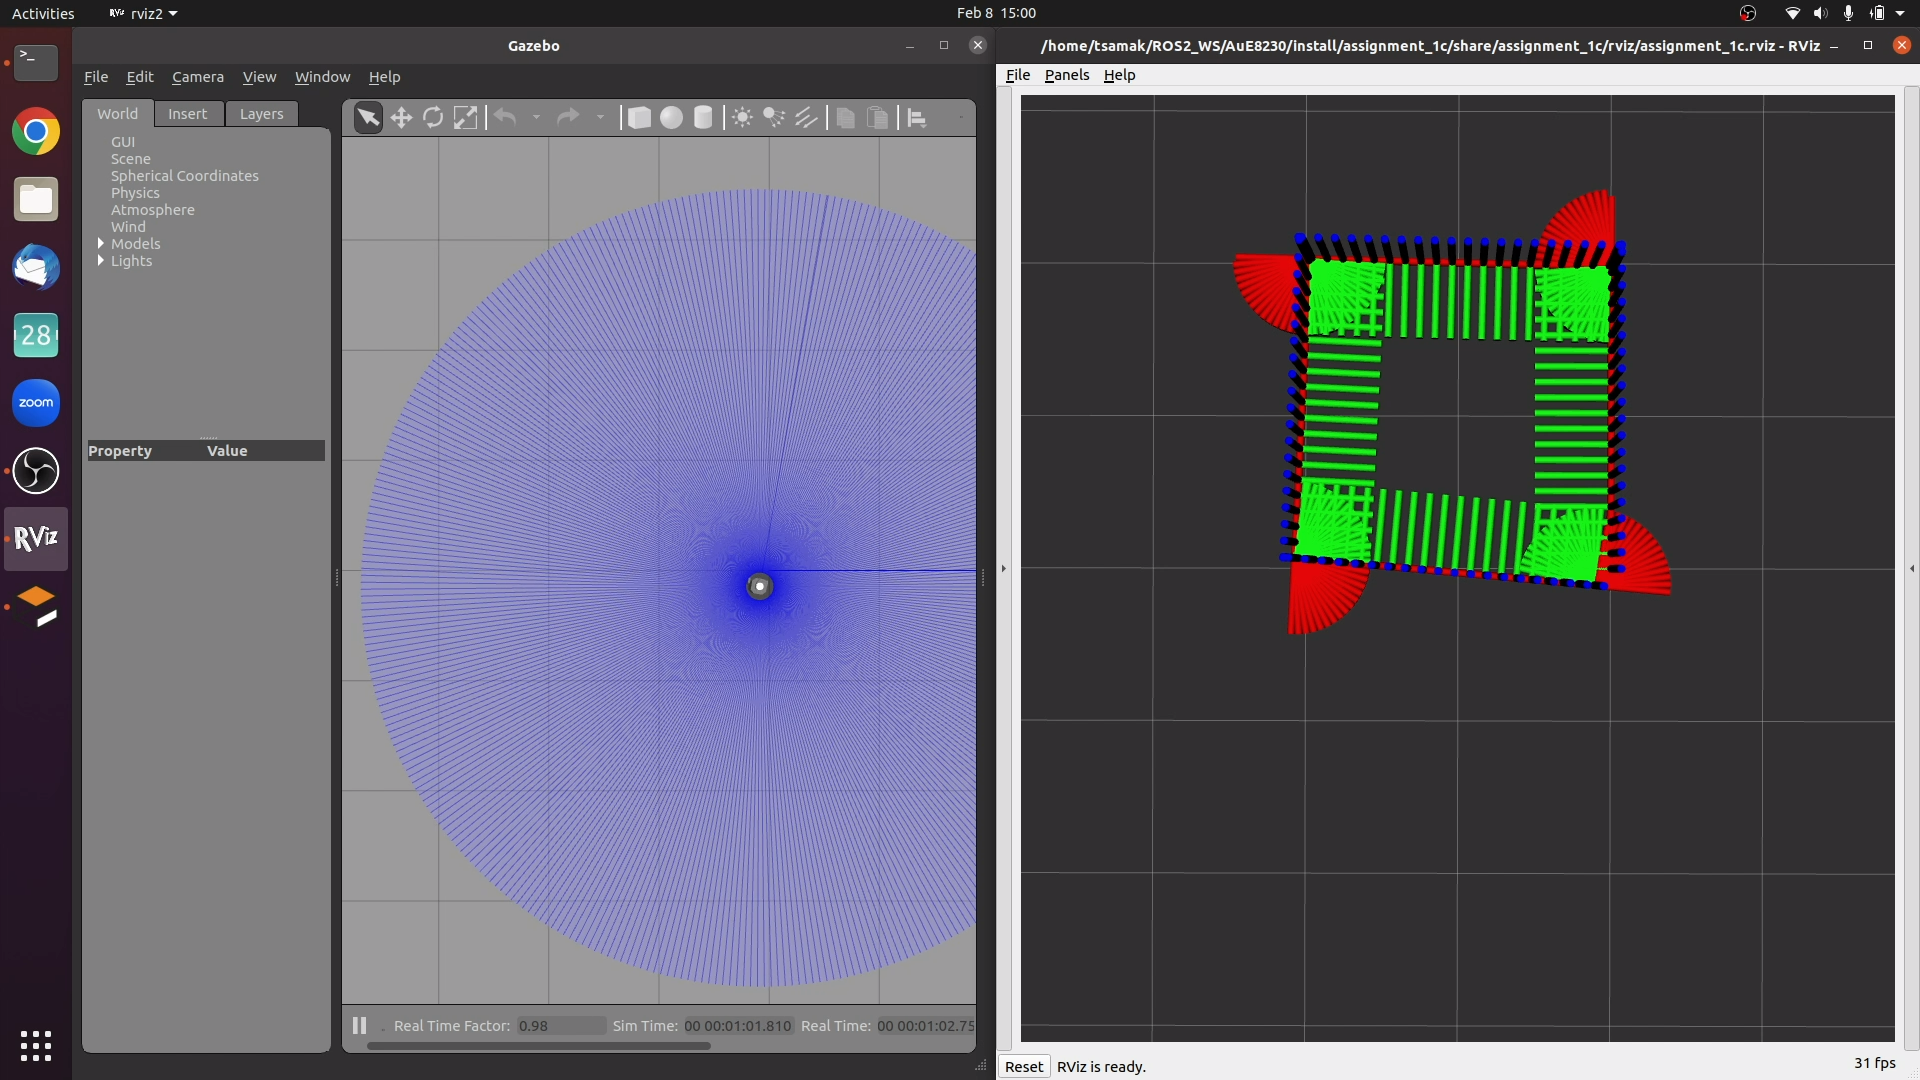 Activities RViz rviz2 Feb 8 15:00
Gazebo
/home/tsamak/ROS2_WS/AuE8230/install/assignment_1c/share/assignment_1c/rviz/assignment_1c.rviz - RViz
File Edit Camera View Window Help
File Panels Help
World Insert Layers
GUI
Scene
Spherical Coordinates
Physics
Atmosphere
Wind
Models
Lights
28
zoom
Property Value
RViz
Real Time Factor: 0.98 Sim Time: 00 00:01:01.810 Real Time: 00 00:01:02.75
Reset RViz is ready. 31 fps